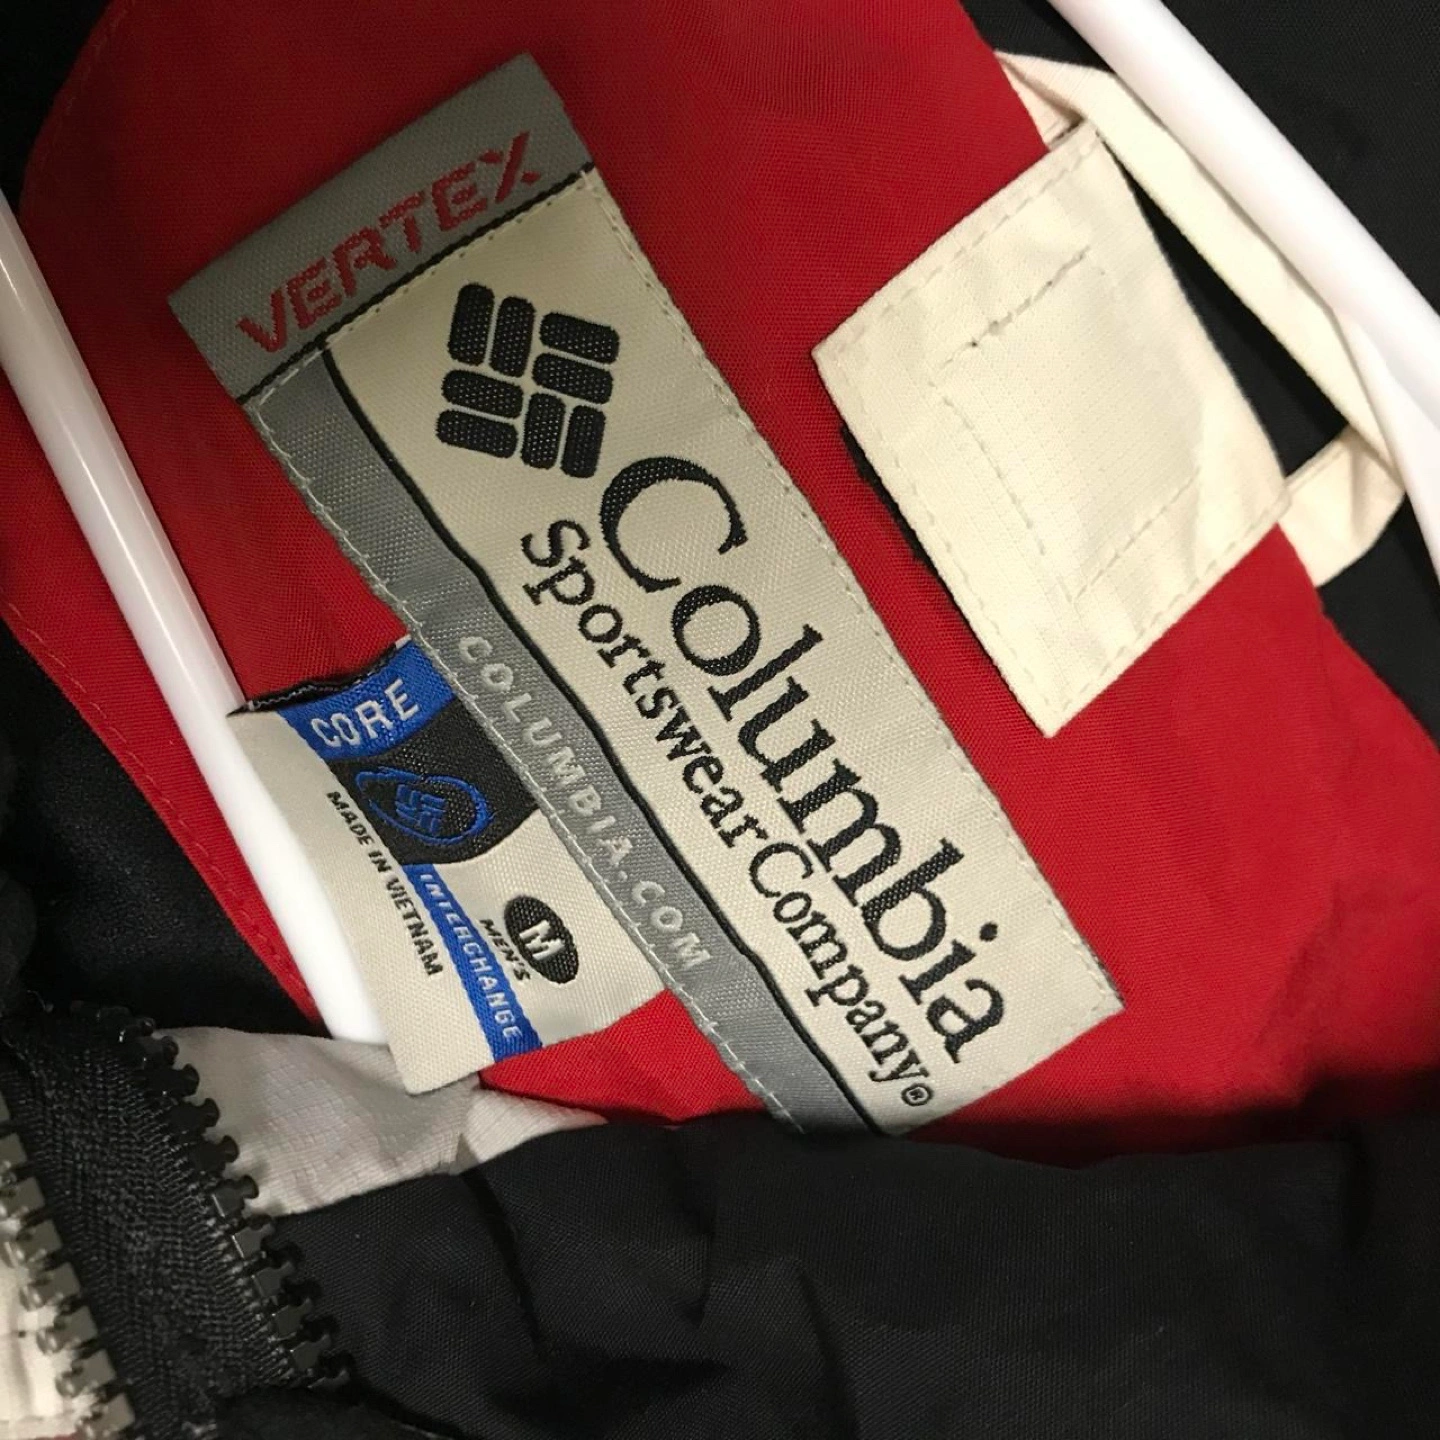 VERTEX
Columbia
Sportswear Company®
COLUMBIA.COM
CORE
INTERCHANGE
MADE IN VIETNAM
M
MEN'S